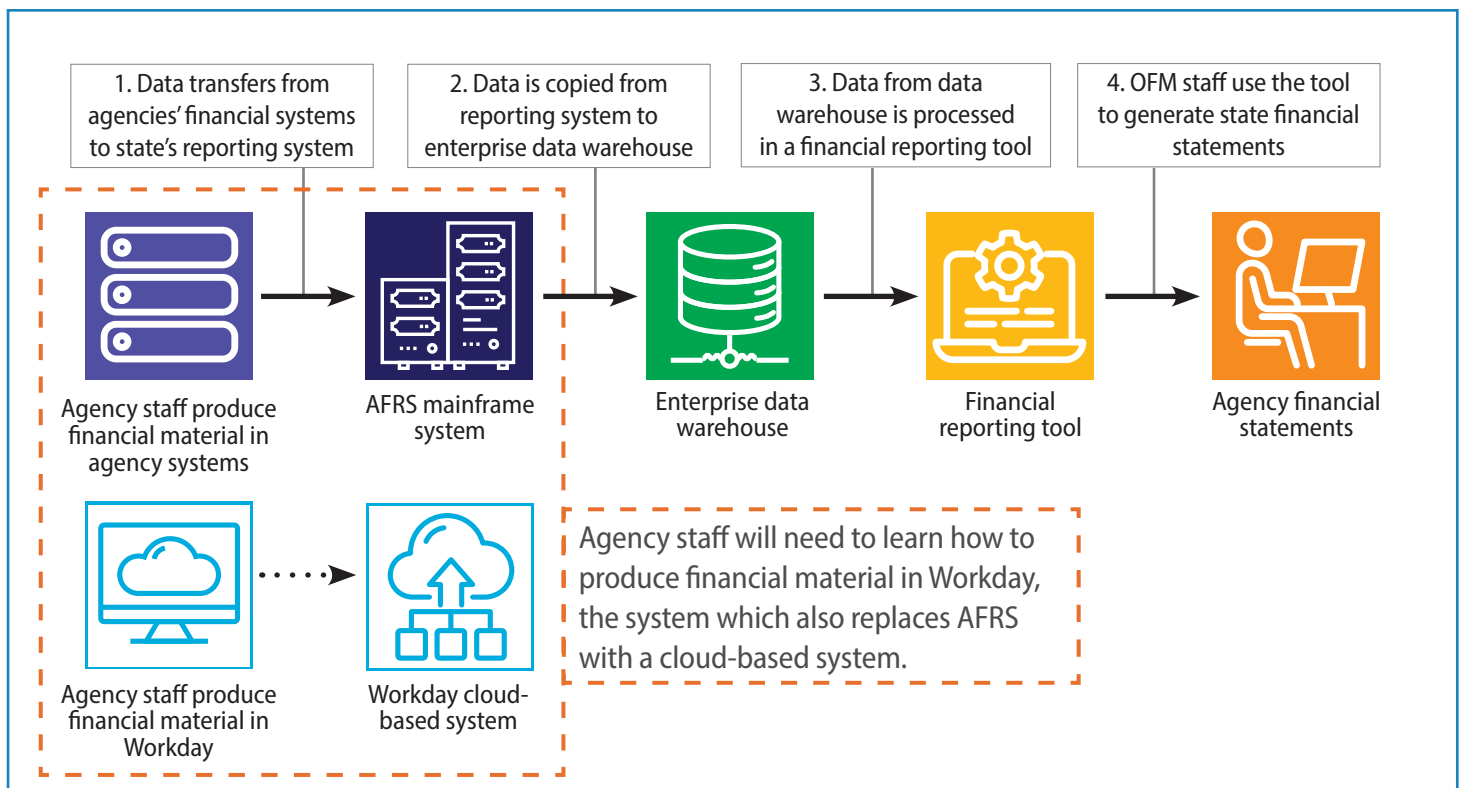 1. Data transfers from
agencies’ financial systems
to state’s reporting system
2. Data is copied from
reporting system to
enterprise data warehouse
3. Data from data
warehouse is processed
in a financial reporting tool
4. OFM staff use the tool
to generate state financial
statements
Agency staff produce
financial material in
agency systems
AFRS mainframe
system
Enterprise data
warehouse
Financial
reporting tool
Agency financial
statements
Agency staff produce
financial material in
Workday
Workday cloud-
based system
Agency staff will need to learn how to
produce financial material in Workday,
the system which also replaces AFRS
with a cloud-based system.